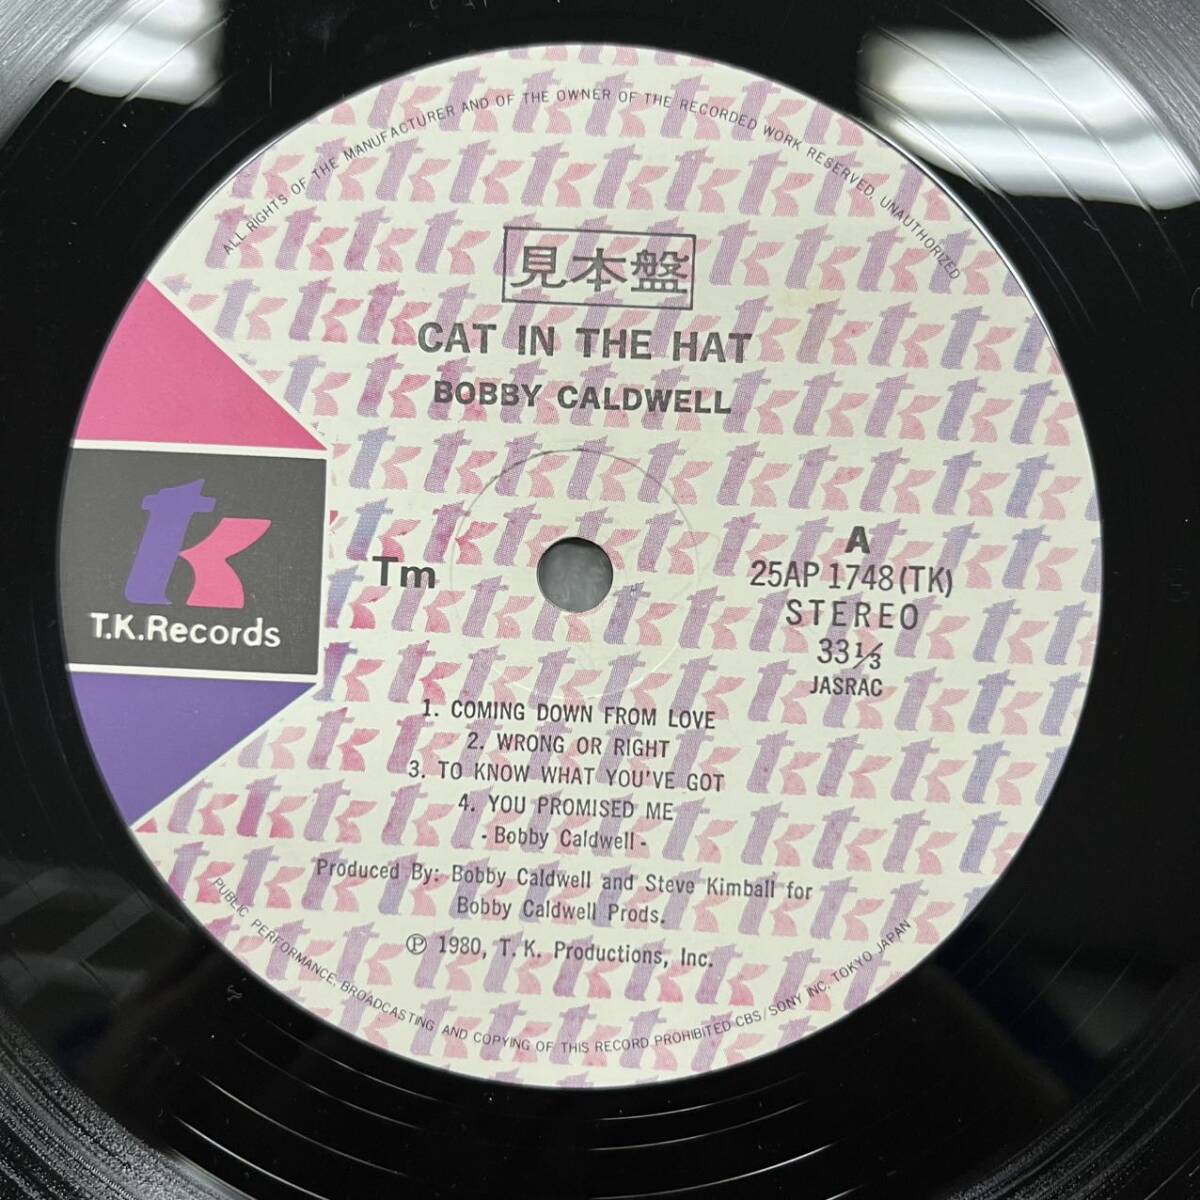 ALL RIGHTS OF THE MANUFACTURER AND OF THE OWNER OF THE RECORDED WORK RESERVED. UNAUTHORIZED
見本盤
CAT IN THE HAT
BOBBY CALDWELL
tk
T.K.Records
Tm
A
25AP 1748(TK)
STEREO
33 1/3
JASRAC
1. COMING DOWN FROM LOVE
2. WRONG OR RIGHT
3. TO KNOW WHAT YOU'VE GOT
4. YOU PROMISED ME
- Bobby Caldwell -
Produced By: Bobby Caldwell and Steve Kimball for
Bobby Caldwell Prods.
℗ 1980, T. K. Productions, Inc.
PUBLIC PERFORMANCE, BROADCASTING AND COPYING OF THIS RECORD PROHIBITED CBS/SONY INC. TOKYO JAPAN